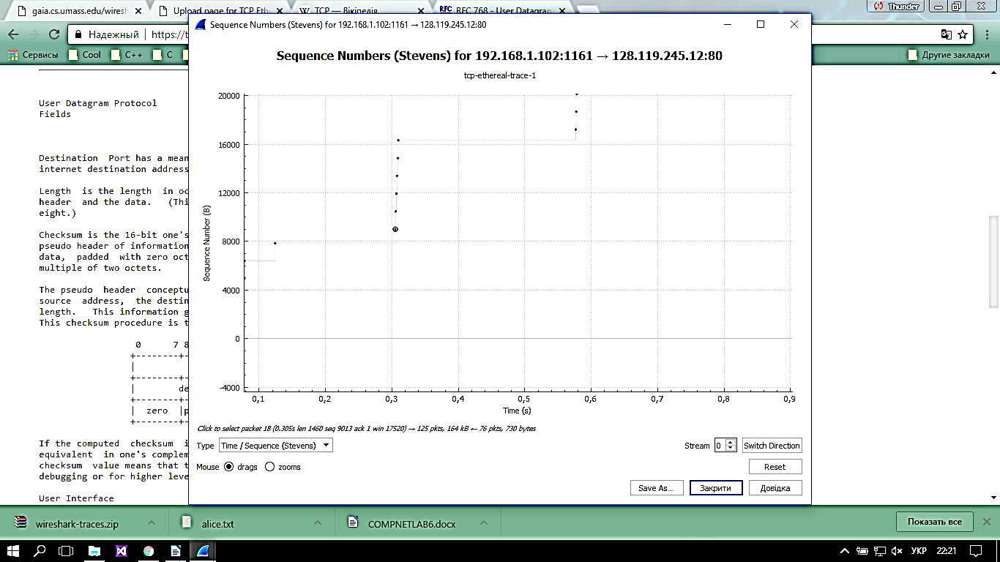 gaia.cs.umass.edu/wiresh
Upload page for TCP Eth
TCP — Вікіпедія
RFC 768 - User Datagram
Thunder
Надежный
https://t
Сервисы
Cool
C++
C
Другие закладки
User Datagram Protocol
Fields
Destination Port has a mean
internet destination address
Length is the length in oc
header and the data. (Thi
eight.)
Checksum is the 16-bit one's
pseudo header of information
data, padded with zero oct
multiple of two octets.
The pseudo header conceptu
source address, the destin
length. This information g
This checksum procedure is t
0 7 8
+--------+-
|
+--------+-
| de
+--------+-
| zero |p
+--------+-
If the computed checksum i
equivalent in one's complem
checksum value means that t
debugging or for higher leve
User Interface
Sequence Numbers (Stevens) for 192.168.1.102:1161 → 128.119.245.12:80
Sequence Numbers (Stevens) for 192.168.1.102:1161 → 128.119.245.12:80
tcp-ethereal-trace-1
Sequence Number (B)
20000
16000
12000
8000
4000
0
-4000
0,1 0,2 0,3 0,4 0,5 0,6 0,7 0,8 0,9
Time (s)
Click to select packet 18 (0.305s len 1460 seq 9013 ack 1 win 17520) → 125 pkts, 164 kB ← 76 pkts, 730 bytes
Type Time / Sequence (Stevens) Stream 0 Switch Direction
Mouse drags zooms Reset
Save As... Закрити Довідка
wireshark-traces.zip
alice.txt
COMPNETLAB6.docx
Показать все
УКР 22:21